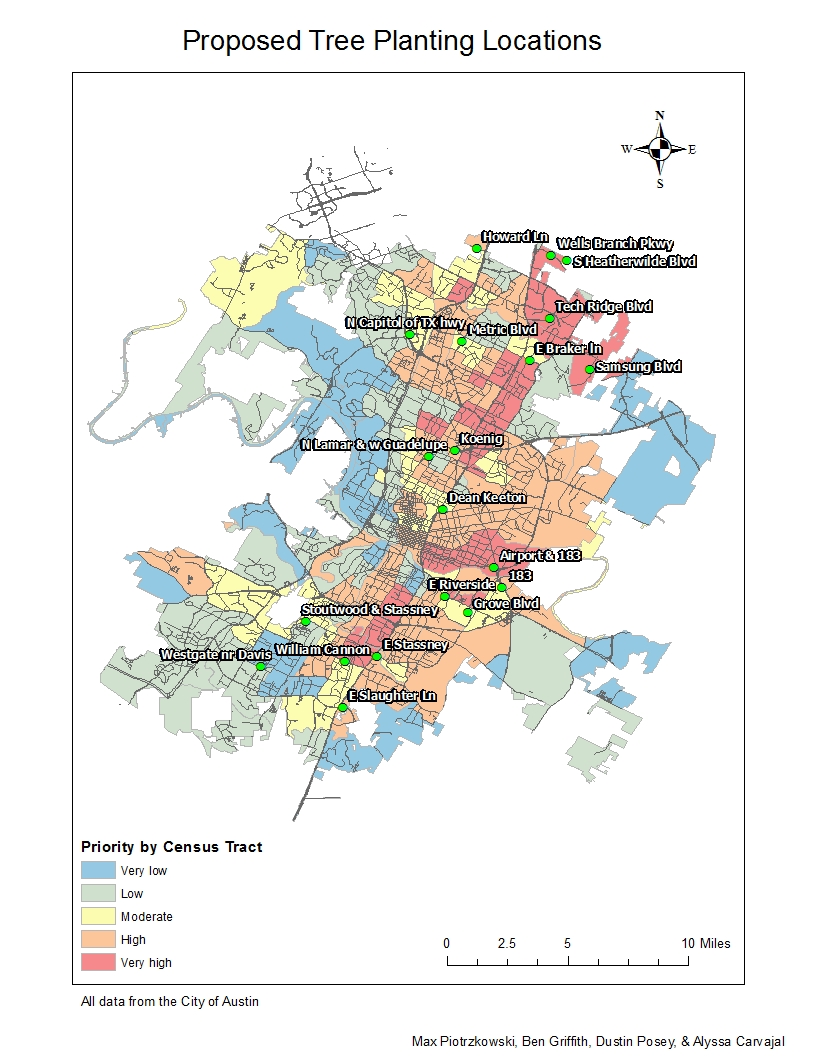 Proposed Tree Planting Locations
N
W E
S
Howard Ln
Wells Branch Pkwy
S Heatherwilde Blvd
Tech Ridge Blvd
N Capitol of TX hwy
Metric Blvd
E Braker ln
Samsung Blvd
N Lamar & w Guadelupe
Koenig
Dean Keeton
Airport & 183
183
E Riverside
Grove Blvd
Stoutwood & Stassney
E Stassney
William Cannon
Westgate nr Davis
E Slaughter Ln
Priority by Census Tract
Very low
Low
Moderate
High
Very high
0 2.5 5 10 Miles
All data from the City of Austin
Max Piotrzkowski, Ben Griffith, Dustin Posey, & Alyssa Carvajal